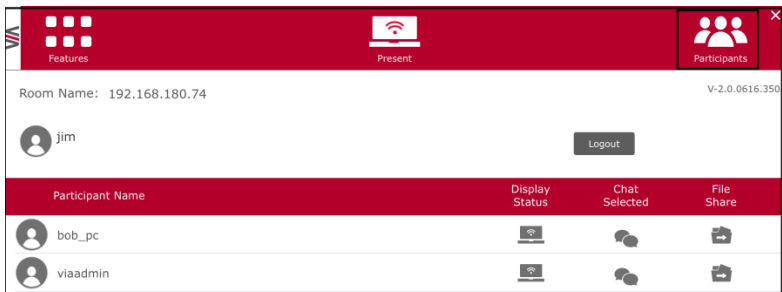 Features
Present
Participants
Room Name: 192.168.180.74
V-2.0.0616.350
jim
Logout
Participant Name
Display
Status
Chat
Selected
File
Share
bob_pc
viaadmin